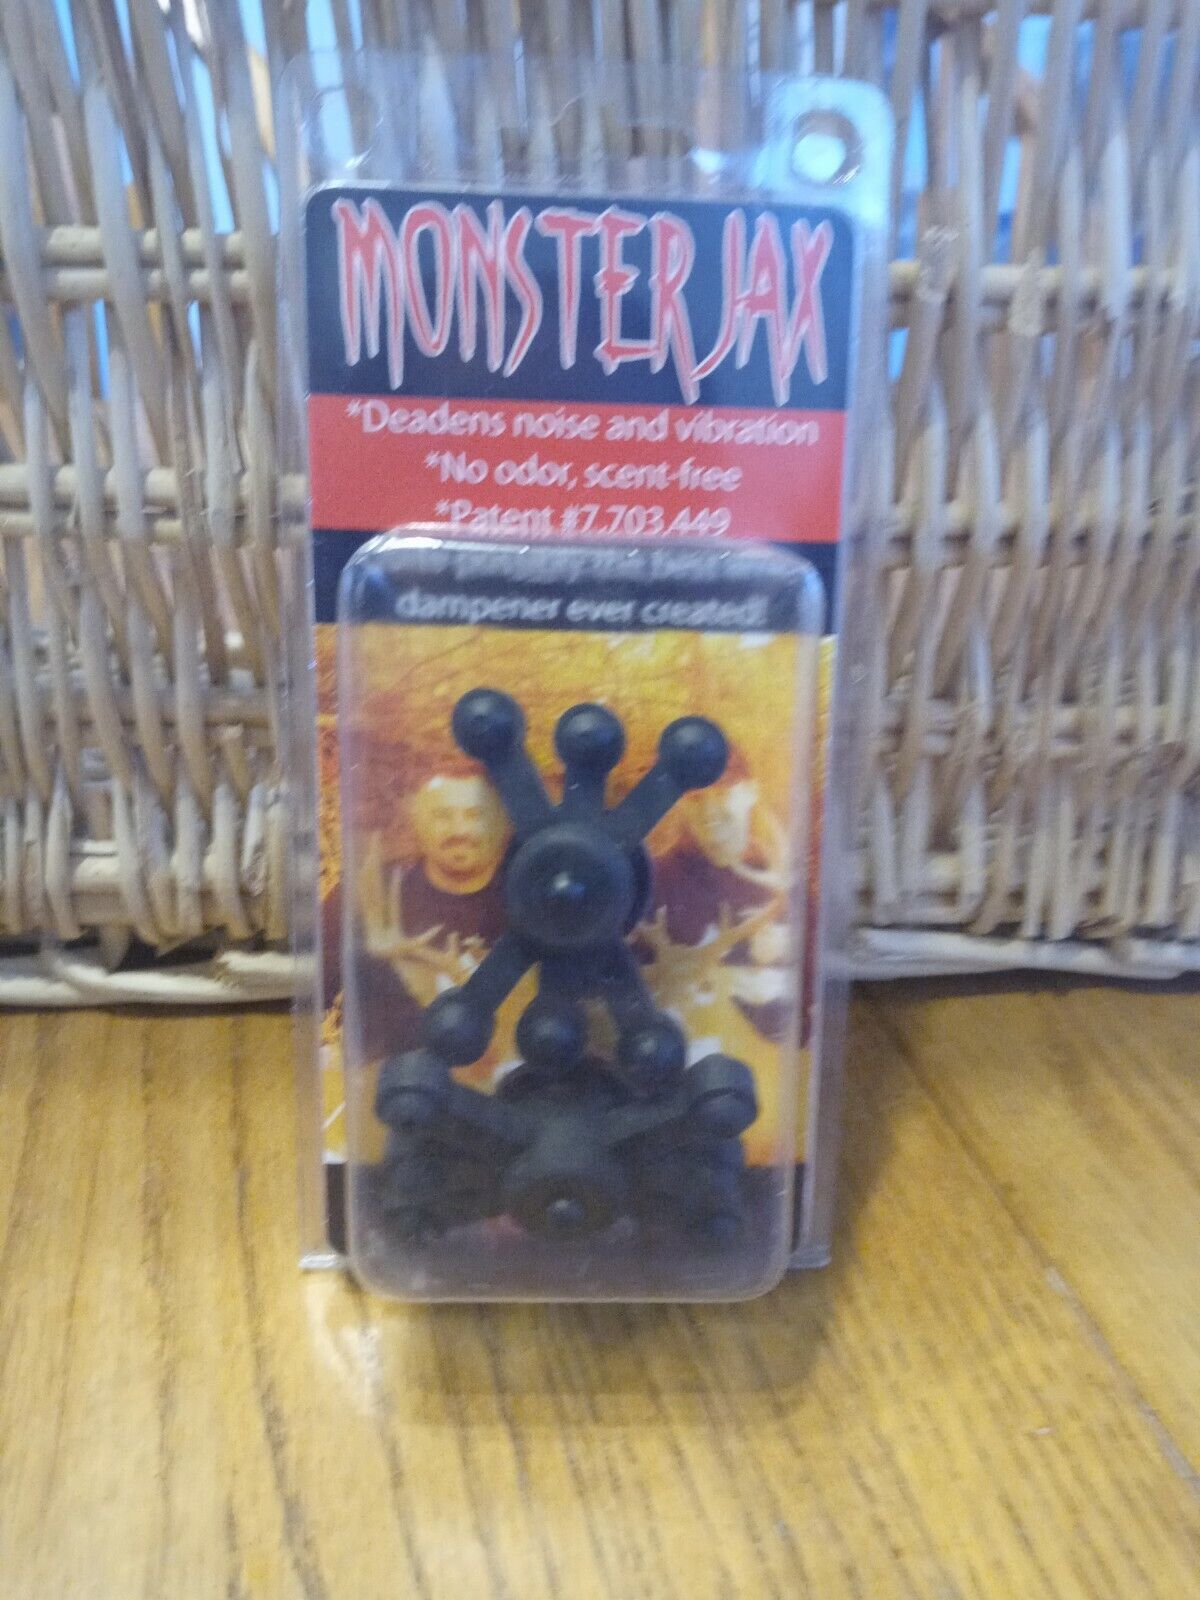 MONSTER JAX
*Deadens noise and vibration
*No odor, scent-free
*Patent #7,703,449
dampener ever created!